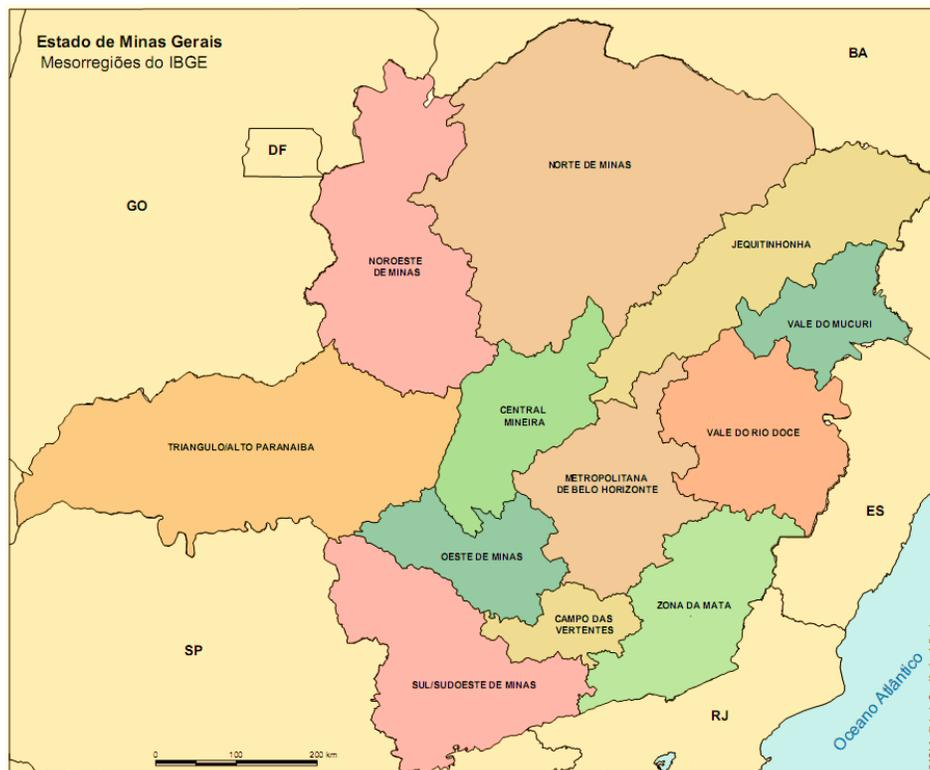 Estado de Minas Gerais
Mesorregiões do IBGE
BA
DF
NORTE DE MINAS
GO
JEQUITINHONHA
NOROESTE
DE MINAS
VALE DO MUCURI
CENTRAL
MINEIRA
VALE DO RIO DOCE
TRIANGULO/ALTO PARANAIBA
METROPOLITANA
DE BELO HORIZONTE
ES
OESTE DE MINAS
ZONA DA MATA
CAMPO DAS
VERTENTES
SP
SUL/SUDOESTE DE MINAS
Oceano Atlântico
RJ
0 100 200 km